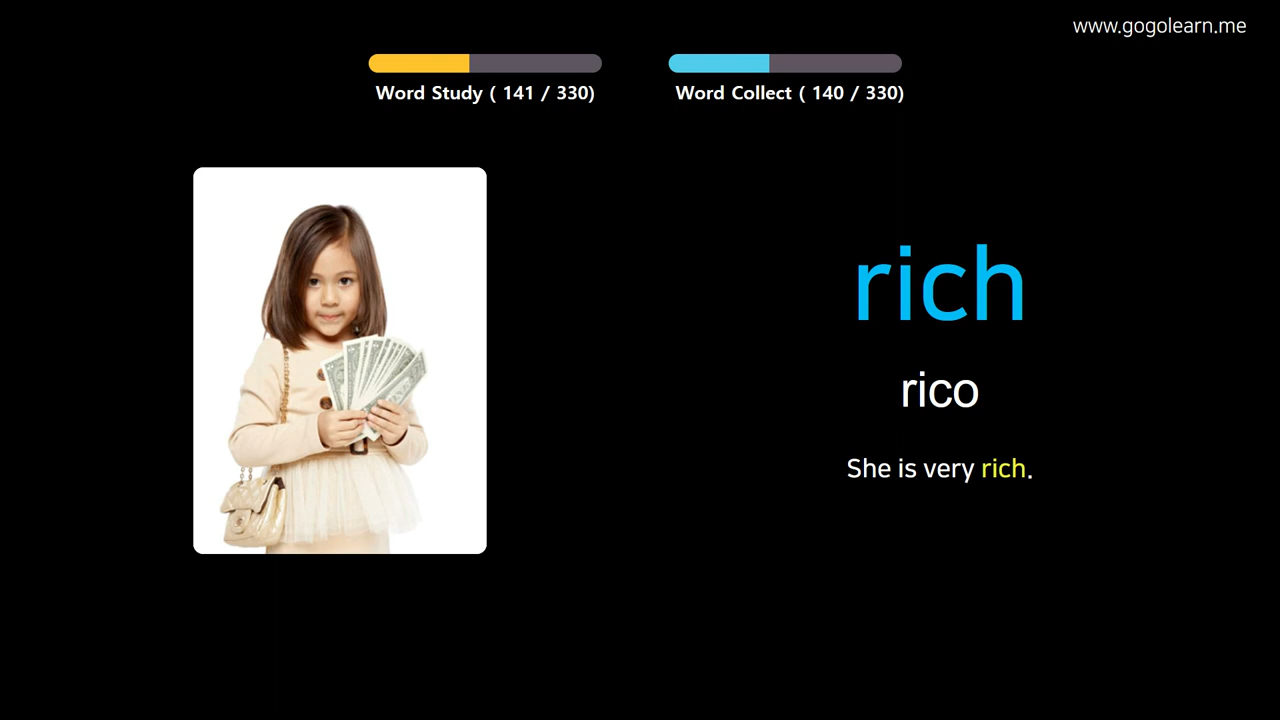 www.gogolearn.me
Word Study ( 141 / 330)
Word Collect ( 140 / 330)
rich
rico
She is very rich.